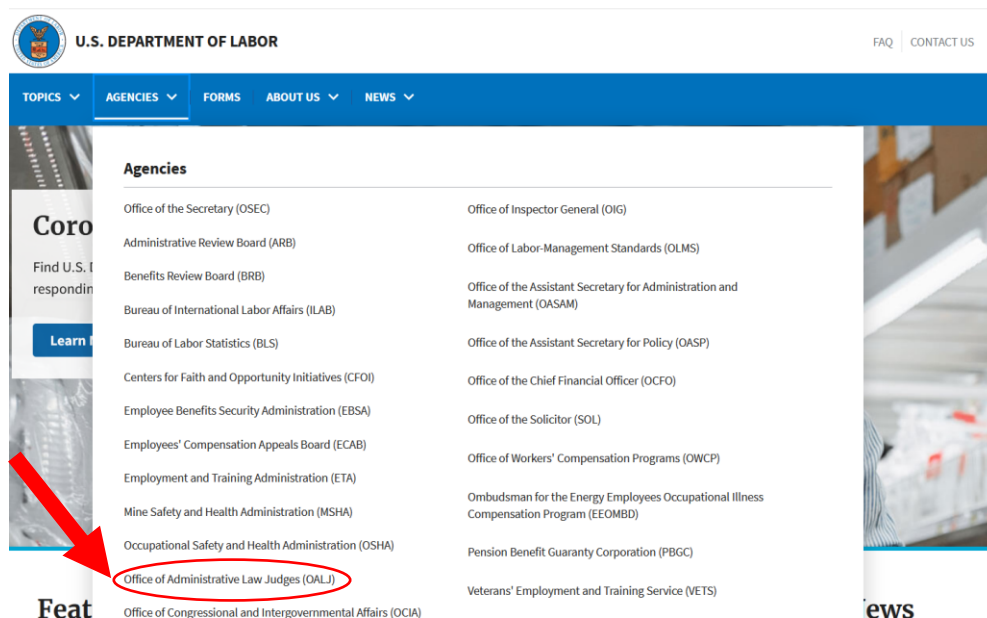 U.S. DEPARTMENT OF LABOR
FAQ CONTACT US
TOPICS AGENCIES FORMS ABOUT US NEWS
Agencies
Office of the Secretary (OSEC)
Administrative Review Board (ARB)
Benefits Review Board (BRB)
Bureau of International Labor Affairs (ILAB)
Bureau of Labor Statistics (BLS)
Centers for Faith and Opportunity Initiatives (CFOI)
Employee Benefits Security Administration (EBSA)
Employees' Compensation Appeals Board (ECAB)
Employment and Training Administration (ETA)
Mine Safety and Health Administration (MSHA)
Occupational Safety and Health Administration (OSHA)
Office of Administrative Law Judges (OALJ)
Office of Congressional and Intergovernmental Affairs (OCIA)
Office of Inspector General (OIG)
Office of Labor-Management Standards (OLMS)
Office of the Assistant Secretary for Administration and
Management (OASAM)
Office of the Assistant Secretary for Policy (OASP)
Office of the Chief Financial Officer (OCFO)
Office of the Solicitor (SOL)
Office of Workers' Compensation Programs (OWCP)
Ombudsman for the Energy Employees Occupational Illness
Compensation Program (EEOMBD)
Pension Benefit Guaranty Corporation (PBGC)
Veterans' Employment and Training Service (VETS)
Coro
Find U.S.
respondin
Learn
Feat
ews